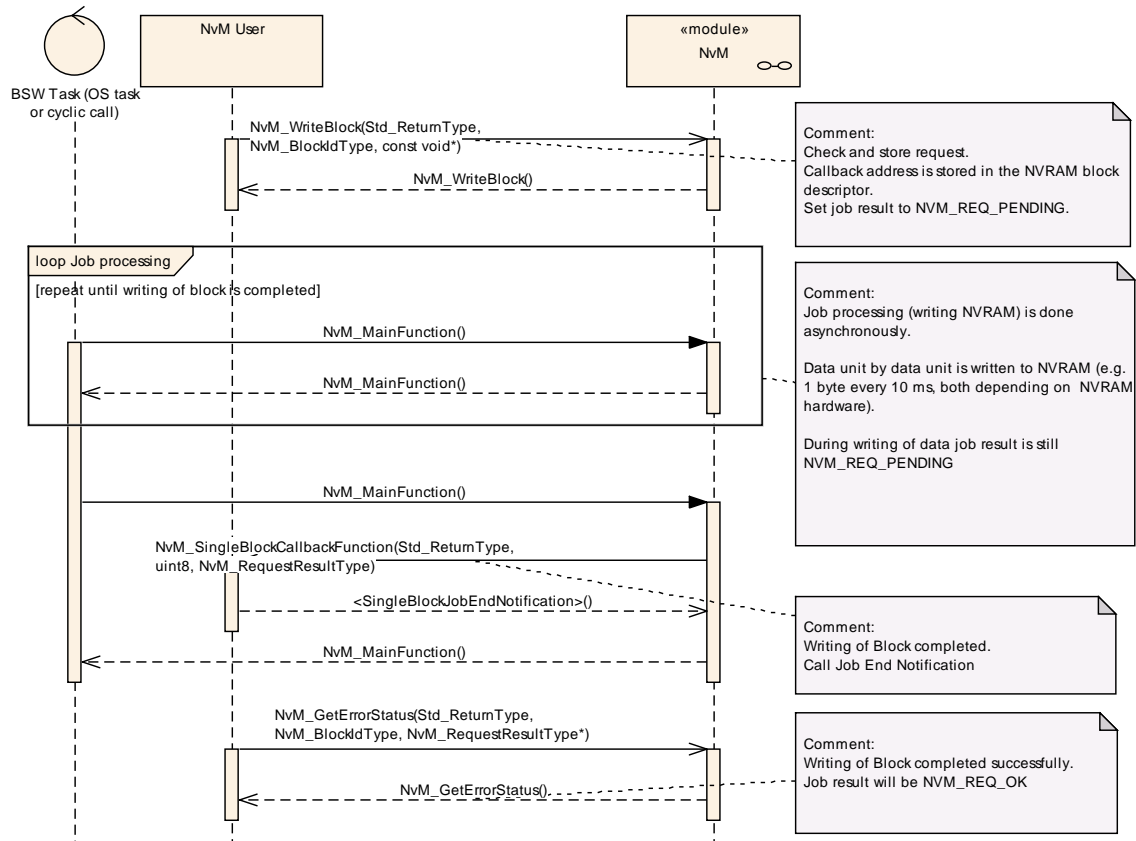 NvM User
«module»
NvM
BSW Task (OS task
or cyclic call)
NvM_WriteBlock(Std_ReturnType,
NvM_BlockIdType, const void*)
NvM_WriteBlock()
Comment:
Check and store request.
Callback address is stored in the NVRAM block
descriptor.
Set job result to NVM_REQ_PENDING.
loop Job processing
[repeat until writing of block is completed]
NvM_MainFunction()
NvM_MainFunction()
Comment:
Job processing (writing NVRAM) is done
asynchronously.
Data unit by data unit is written to NVRAM (e.g.
1 byte every 10 ms, both depending on NVRAM
hardware).
During writing of data job result is still
NVM_REQ_PENDING
NvM_MainFunction()
NvM_SingleBlockCallbackFunction(Std_ReturnType,
uint8, NvM_RequestResultType)
<SingleBlockJobEndNotification>()
NvM_MainFunction()
Comment:
Writing of Block completed.
Call Job End Notification
NvM_GetErrorStatus(Std_ReturnType,
NvM_BlockIdType, NvM_RequestResultType*)
NvM_GetErrorStatus()
Comment:
Writing of Block completed successfully.
Job result will be NVM_REQ_OK